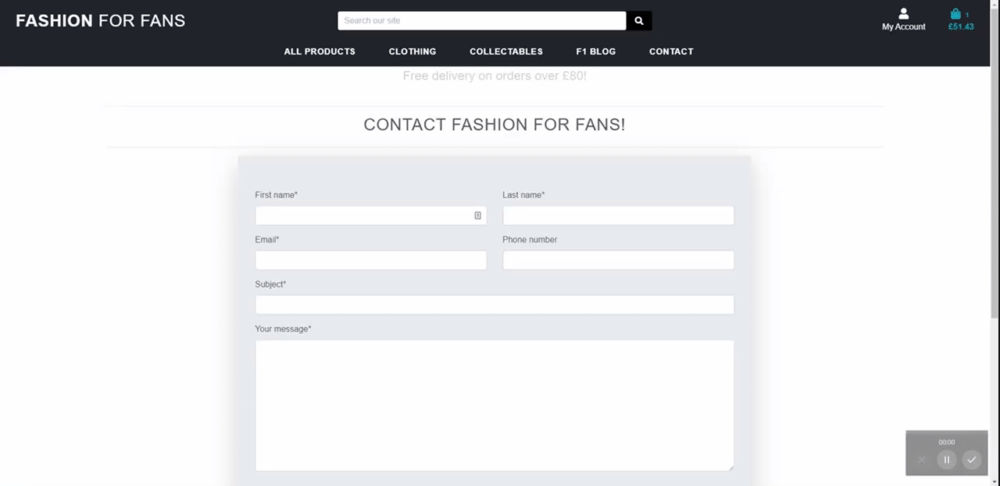 FASHION FOR FANS
Search our site
My Account
1
£51.43
ALL PRODUCTS CLOTHING COLLECTABLES F1 BLOG CONTACT
Free delivery on orders over £80!
CONTACT FASHION FOR FANS!
First name* Last name*
Email* Phone number
Subject*
Your message*
00:00